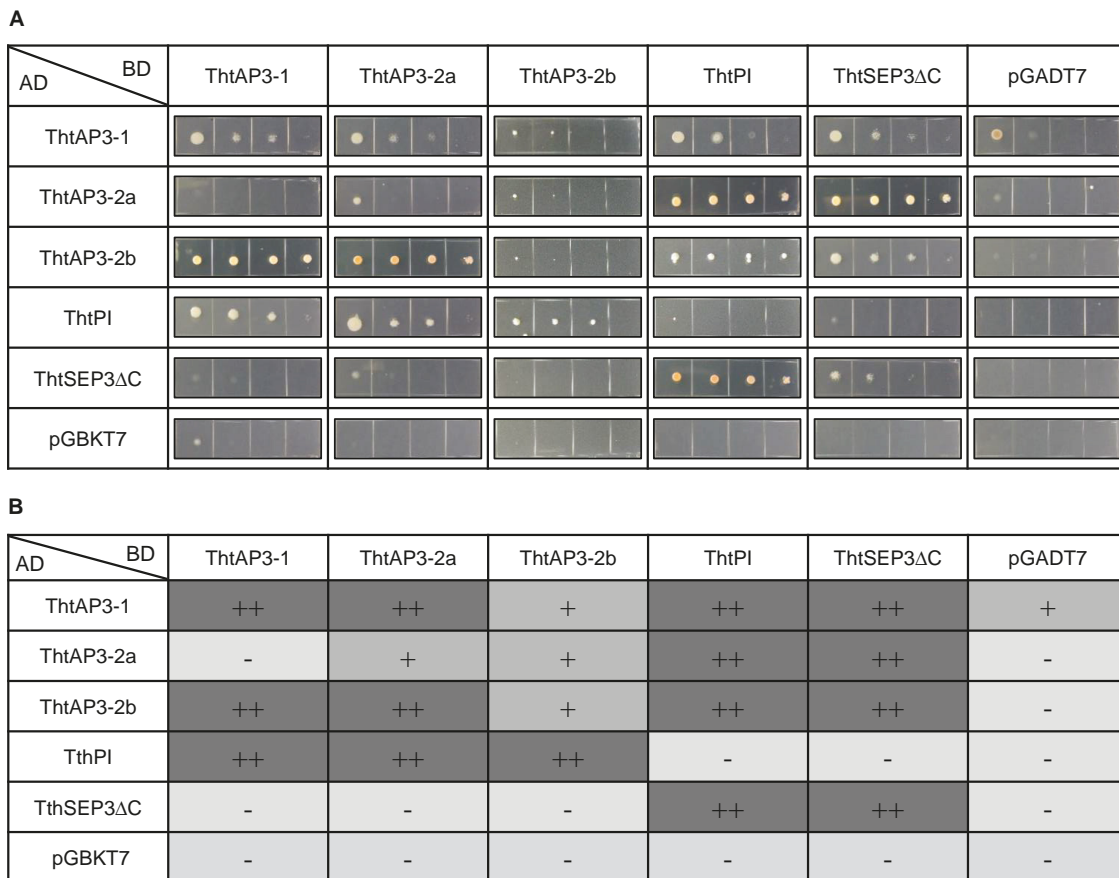 A
AD BD ThtAP3-1 ThtAP3-2a ThtAP3-2b ThtPI ThtSEP3ΔC pGADT7
ThtAP3-1
ThtAP3-2a
ThtAP3-2b
ThtPI
ThtSEP3ΔC
pGBKT7
B
AD BD ThtAP3-1 ThtAP3-2a ThtAP3-2b ThtPI ThtSEP3ΔC pGADT7
ThtAP3-1 ++ ++ + ++ ++ +
ThtAP3-2a - + + ++ ++ -
ThtAP3-2b ++ ++ + ++ ++ -
TthPI ++ ++ ++ - - -
TthSEP3ΔC - - - ++ ++ -
pGBKT7 - - - - - -